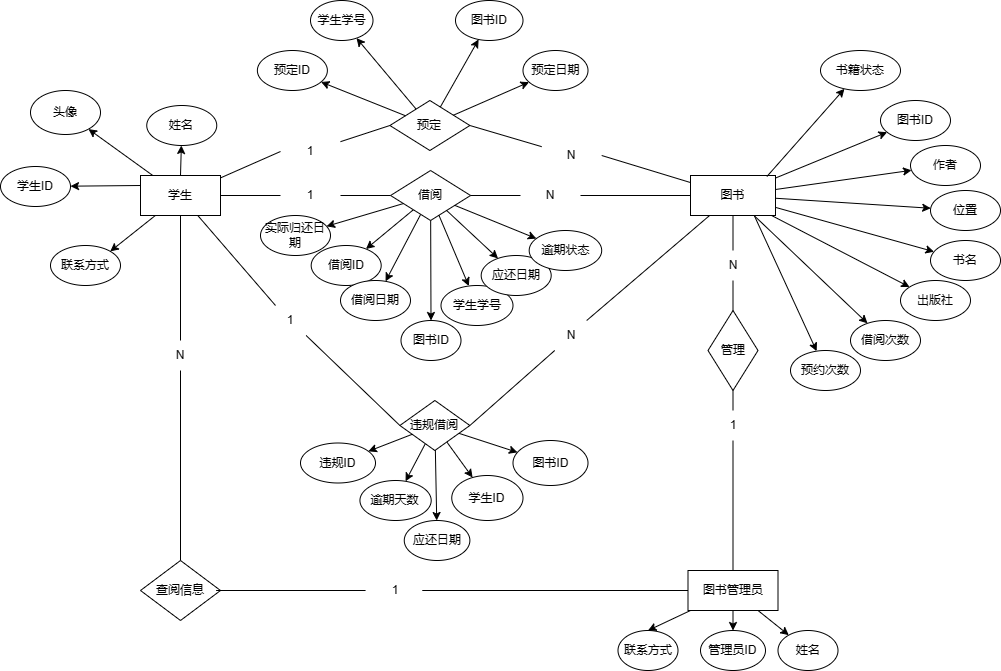 学生学号
图书ID
预定ID
预定日期
书籍状态
头像
姓名
预定
图书ID
1
N
作者
学生ID
学生
1
借阅
N
图书
位置
实际归还日
期
逾期状态
联系方式
借阅ID
应还日期
N
书名
借阅日期
学生学号
出版社
1
图书ID
N
借阅次数
N
管理
预约次数
违规借阅
1
违规ID
图书ID
逾期天数
学生ID
应还日期
查阅信息
1
图书管理员
联系方式
管理员ID
姓名